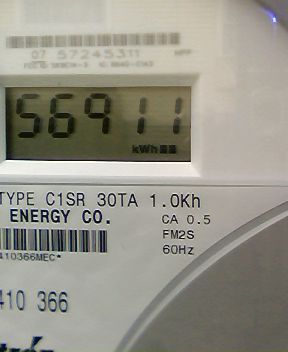 07 57245311
56911
kWh
TYPE C1SR 30TA 1.0Kh
ENERGY CO. CA 0.5
FM2S
410366MEC* 60Hz
410 366